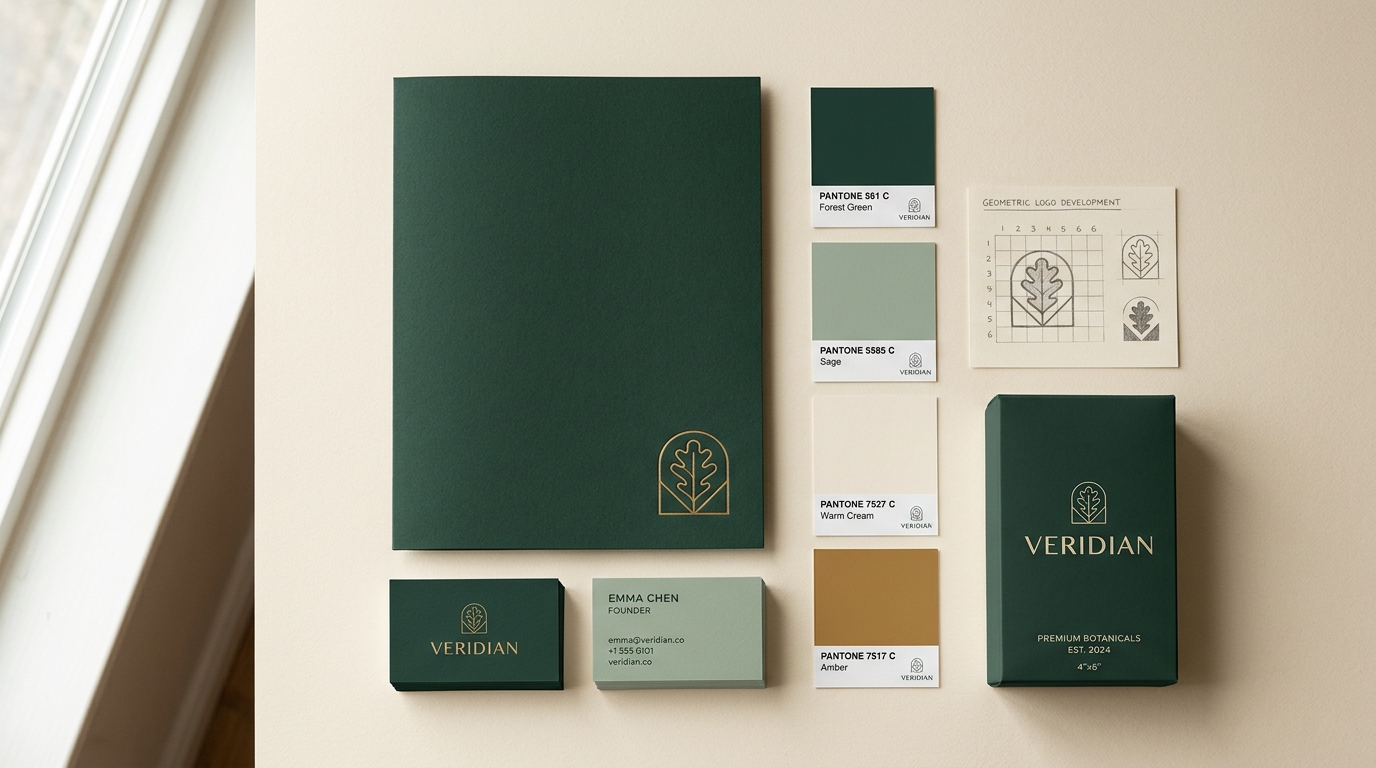 PANTONE 561 C
Forest Green
VERIDIAN
PANTONE 5585 C
Sage
VERIDIAN
PANTONE 7527 C
Warm Cream
VERIDIAN
PANTONE 7517 C
Amber
VERIDIAN
GEOMETRIC LOGO DEVELOPMENT
1 2 3 4 5 6 6
1
2
3
4
5
6
VERIDIAN
EMMA CHEN
FOUNDER
emma@veridian.co
+1 555 0101
veridian.co
VERIDIAN
PREMIUM BOTANICALS
EST. 2024
4"x6"